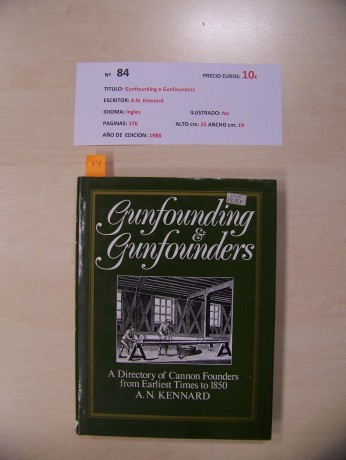 Nº 84 PRECIO EUROS: 10€
TITULO: Gunfounding e Gunfounders
ESCRITOR: A.N. Kennard
IDIOMA: Ingles ILUSTRADO: No
PAGINAS: 176 ALTO cm: 25 ANCHO cm: 18
AÑO DE EDICION: 1986
84
Gunfounding
&
Gunfounders
A Directory of Cannon Founders
from Earliest Times to 1850
A. N. KENNARD